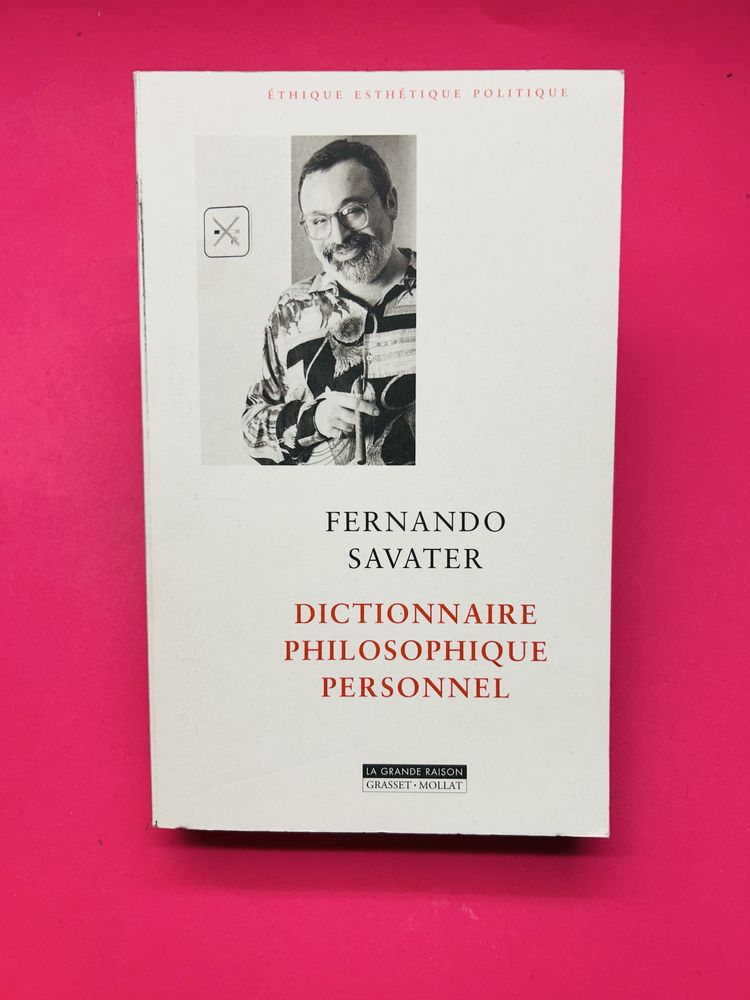 ÉTHIQUE ESTHÉTIQUE POLITIQUE
FERNANDO
SAVATER
DICTIONNAIRE
PHILOSOPHIQUE
PERSONNEL
LA GRANDE RAISON
GRASSET • MOLLAT